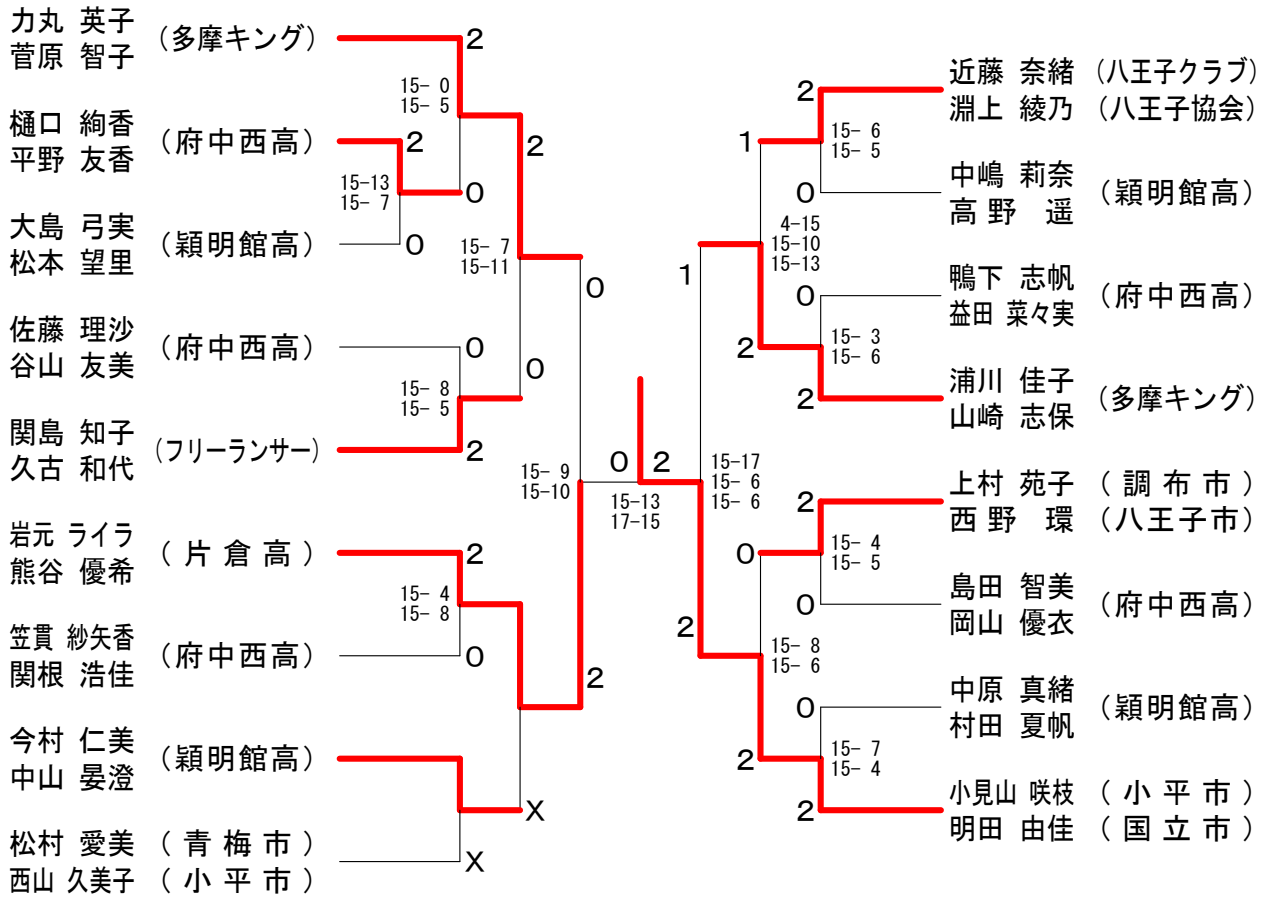 力丸 英子
菅原 智子
(多摩キング)
2
15- 0
15- 5
樋口 絢香
平野 友香
(府中西高)
2
15-13
15- 7
0
2
大島 弓実
松本 望里
(穎明館高)
0
15- 7
15-11
0
佐藤 理沙
谷山 友美
(府中西高)
0
15- 8
15- 5
0
関島 知子
久古 和代
(フリーランサー)
2
15- 9
15-10
岩元 ライラ
熊谷 優希
(片倉高)
2
15- 4
15- 8
笠貫 紗矢香
関根 浩佳
(府中西高)
0
2
今村 仁美
中山 晏澄
(穎明館高)
X
松村 愛美 (青梅市)
西山 久美子 (小平市)
X
0 2
15-13
17-15
近藤 奈緒 (八王子クラブ)
淵上 綾乃 (八王子協会)
2
15- 6
15- 5
1
中嶋 莉奈
高野 遥
(穎明館高)
0
4-15
15-10
15-13
1
鴨下 志帆
益田 菜々実
(府中西高)
0
15- 3
15- 6
2
浦川 佳子
山崎 志保
(多摩キング)
2
15-17
15- 6
15- 6
上村 苑子 (調布市)
西野 環 (八王子市)
2
15- 4
15- 5
0
島田 智美
岡山 優衣
(府中西高)
0
2
15- 8
15- 6
中原 真緒
村田 夏帆
(穎明館高)
0
15- 7
15- 4
2
小見山 咲枝 (小平市)
明田 由佳 (国立市)
2